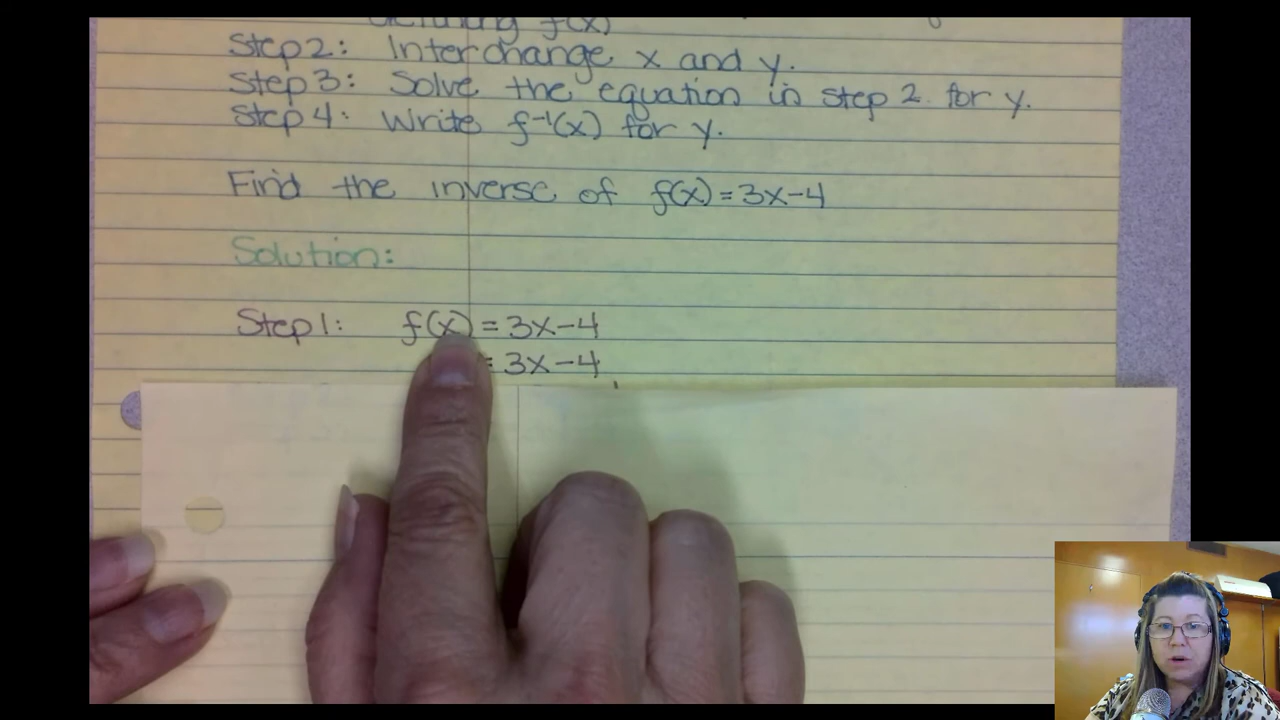 defining f(x)
Step 2: Interchange x and y.
Step 3: Solve the equation in step 2 for y.
Step 4: Write f⁻¹(x) for y.
Find the inverse of f(x) = 3x-4
Solution:
Step 1: f(x) = 3x-4
= 3x-4